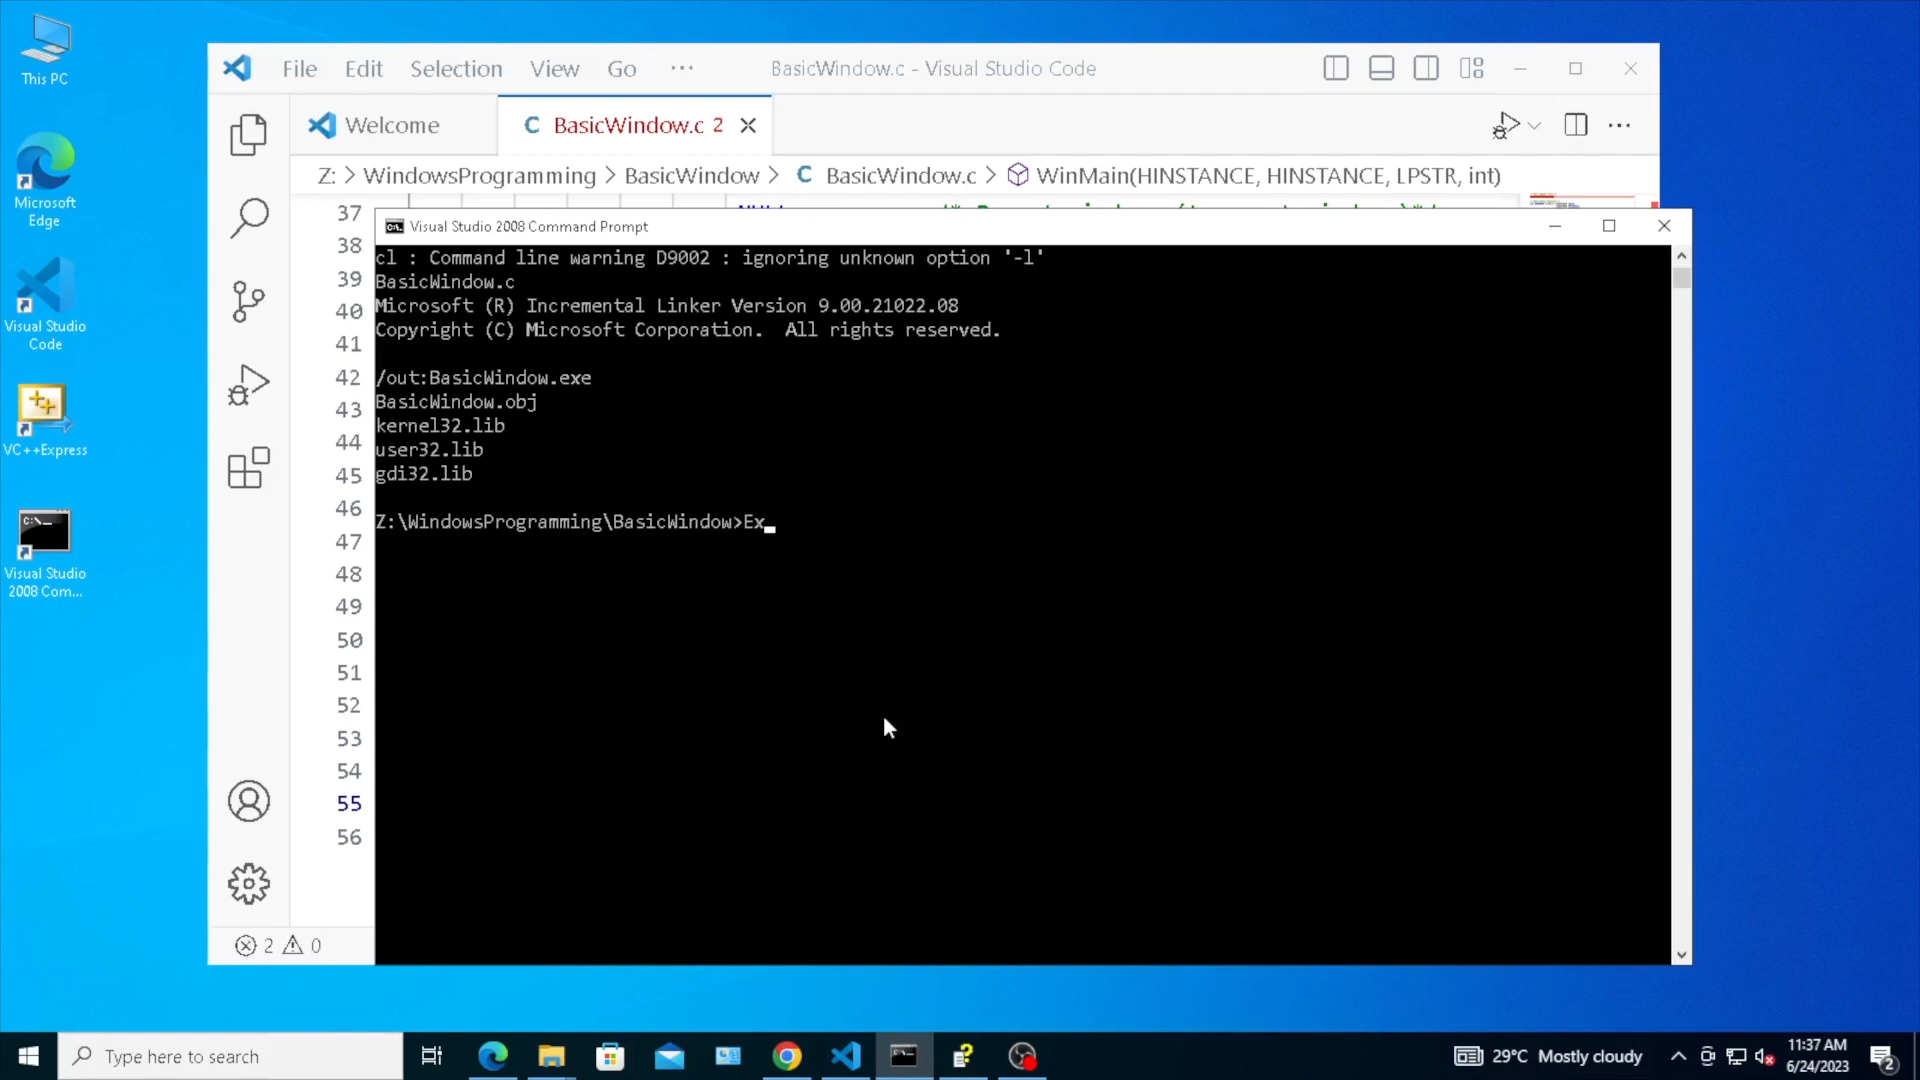 This PC
Microsoft
Edge
Visual Studio
Code
VC++Express
Visual Studio
2008 Com...
File Edit Selection View Go ···
BasicWindow.c - Visual Studio Code
Welcome
C BasicWindow.c 2
Z: > WindowsProgramming > BasicWindow > C BasicWindow.c > WinMain(HINSTANCE, HINSTANCE, LPSTR, int)
37
38
39
40
41
42
43
44
45
46
47
48
49
50
51
52
53
54
55
56
2 0
Visual Studio 2008 Command Prompt
cl : Command line warning D9002 : ignoring unknown option '-l'
BasicWindow.c
Microsoft (R) Incremental Linker Version 9.00.21022.08
Copyright (C) Microsoft Corporation.  All rights reserved.
/out:BasicWindow.exe
BasicWindow.obj
kernel32.lib
user32.lib
gdi32.lib
Z:\WindowsProgramming\BasicWindow>Ex_
Type here to search
29°C Mostly cloudy
11:37 AM
6/24/2023
2